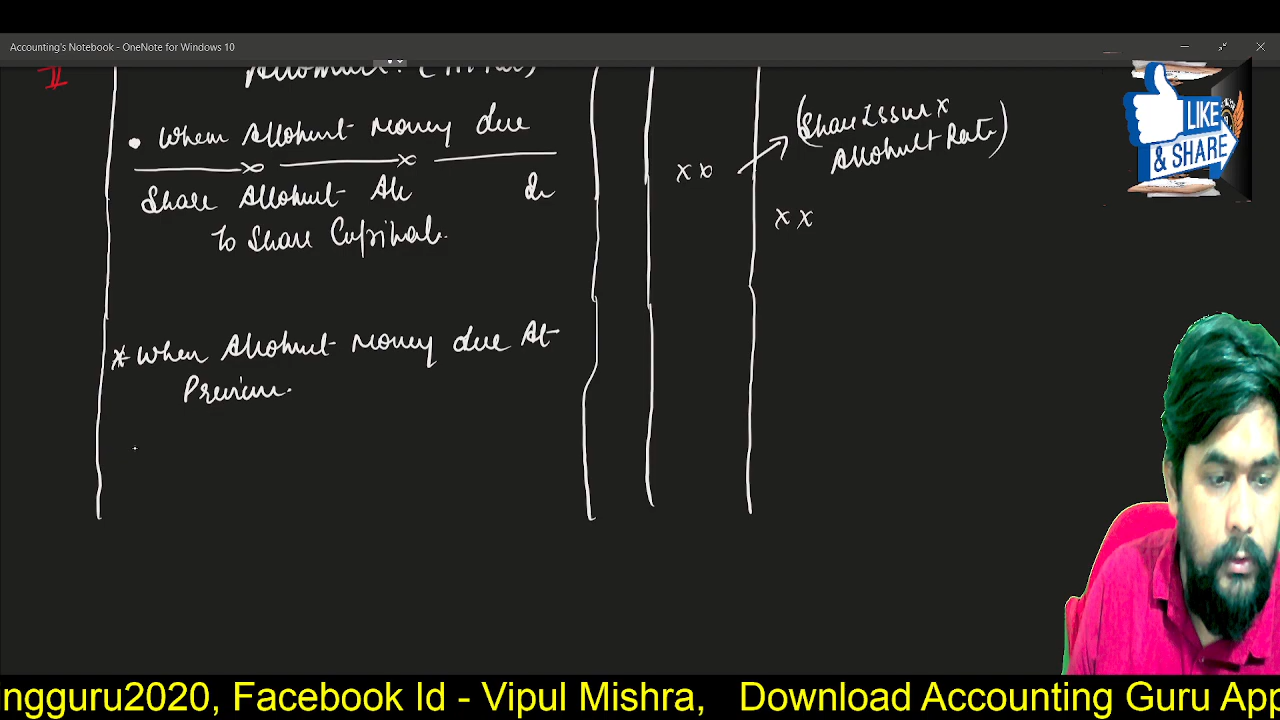 Accounting's Notebook - OneNote for Windows 10
II
• When Allotment Money due
Share Allotment A/c Dr
To Share Capital.
xx
(Share Issue x
Allotment Rate)
xx
* When Allotment Money due At
Premium.
LIKE
& SHARE
ingguru2020, Facebook Id - Vipul Mishra, Download Accounting Guru App